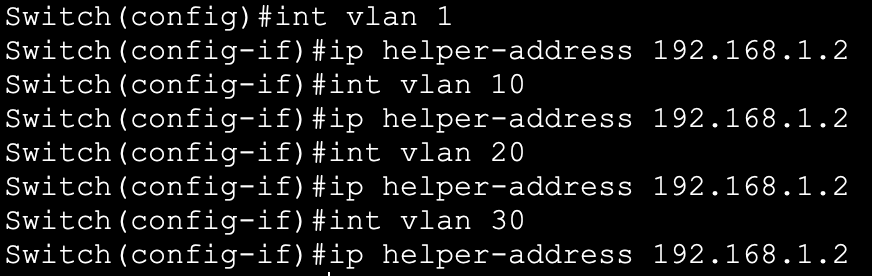 Switch(config)#int vlan 1
Switch(config-if)#ip helper-address 192.168.1.2
Switch(config-if)#int vlan 10
Switch(config-if)#ip helper-address 192.168.1.2
Switch(config-if)#int vlan 20
Switch(config-if)#ip helper-address 192.168.1.2
Switch(config-if)#int vlan 30
Switch(config-if)#ip helper-address 192.168.1.2